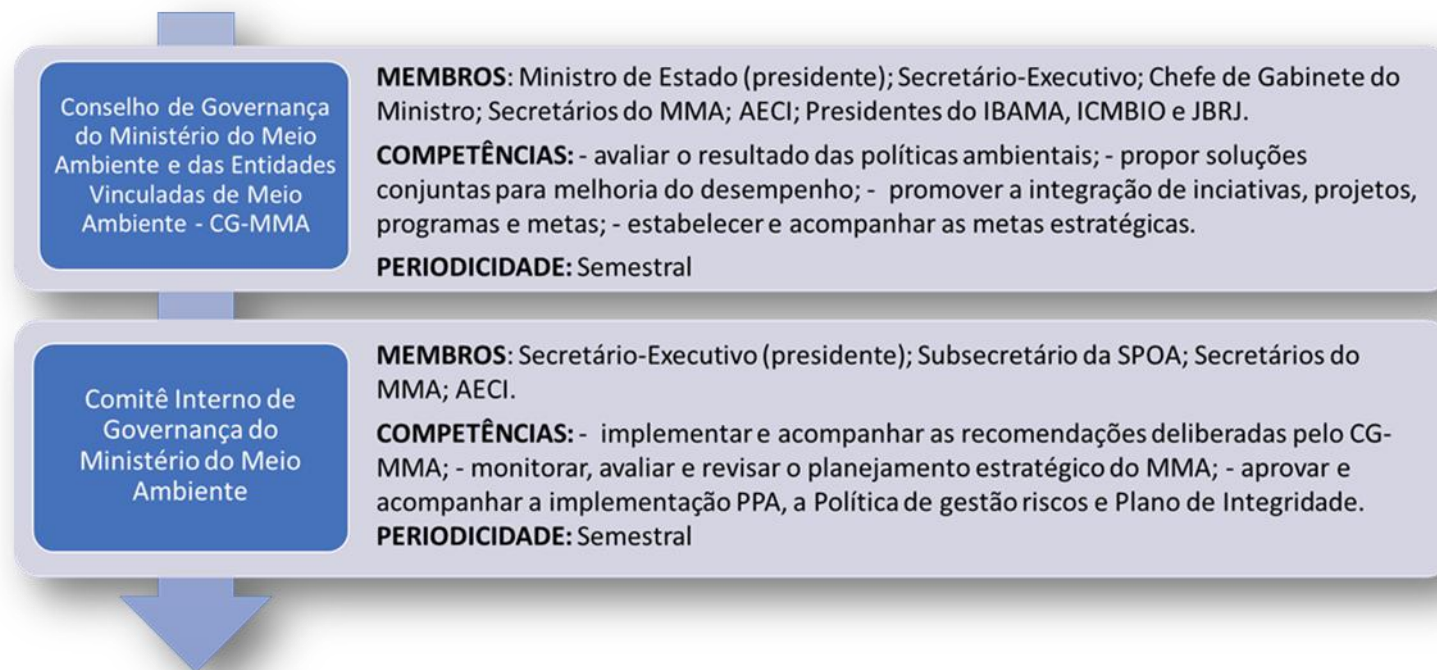 Conselho de Governança
do Ministério do Meio
Ambiente e das Entidades
Vinculadas de Meio
Ambiente - CG-MMA
MEMBROS: Ministro de Estado (presidente); Secretário-Executivo; Chefe de Gabinete do
Ministro; Secretários do MMA; AECI; Presidentes do IBAMA, ICMBIO e JBRJ.
COMPETÊNCIAS: - avaliar o resultado das políticas ambientais; - propor soluções
conjuntas para melhoria do desempenho; - promover a integração de inciativas, projetos,
programas e metas; - estabelecer e acompanhar as metas estratégicas.
PERIODICIDADE: Semestral
Comitê Interno de
Governança do
Ministério do Meio
Ambiente
MEMBROS: Secretário-Executivo (presidente); Subsecretário da SPOA; Secretários do
MMA; AECI.
COMPETÊNCIAS: - implementar e acompanhar as recomendações deliberadas pelo CG-
MMA; - monitorar, avaliar e revisar o planejamento estratégico do MMA; - aprovar e
acompanhar a implementação PPA, a Política de gestão riscos e Plano de Integridade.
PERIODICIDADE: Semestral